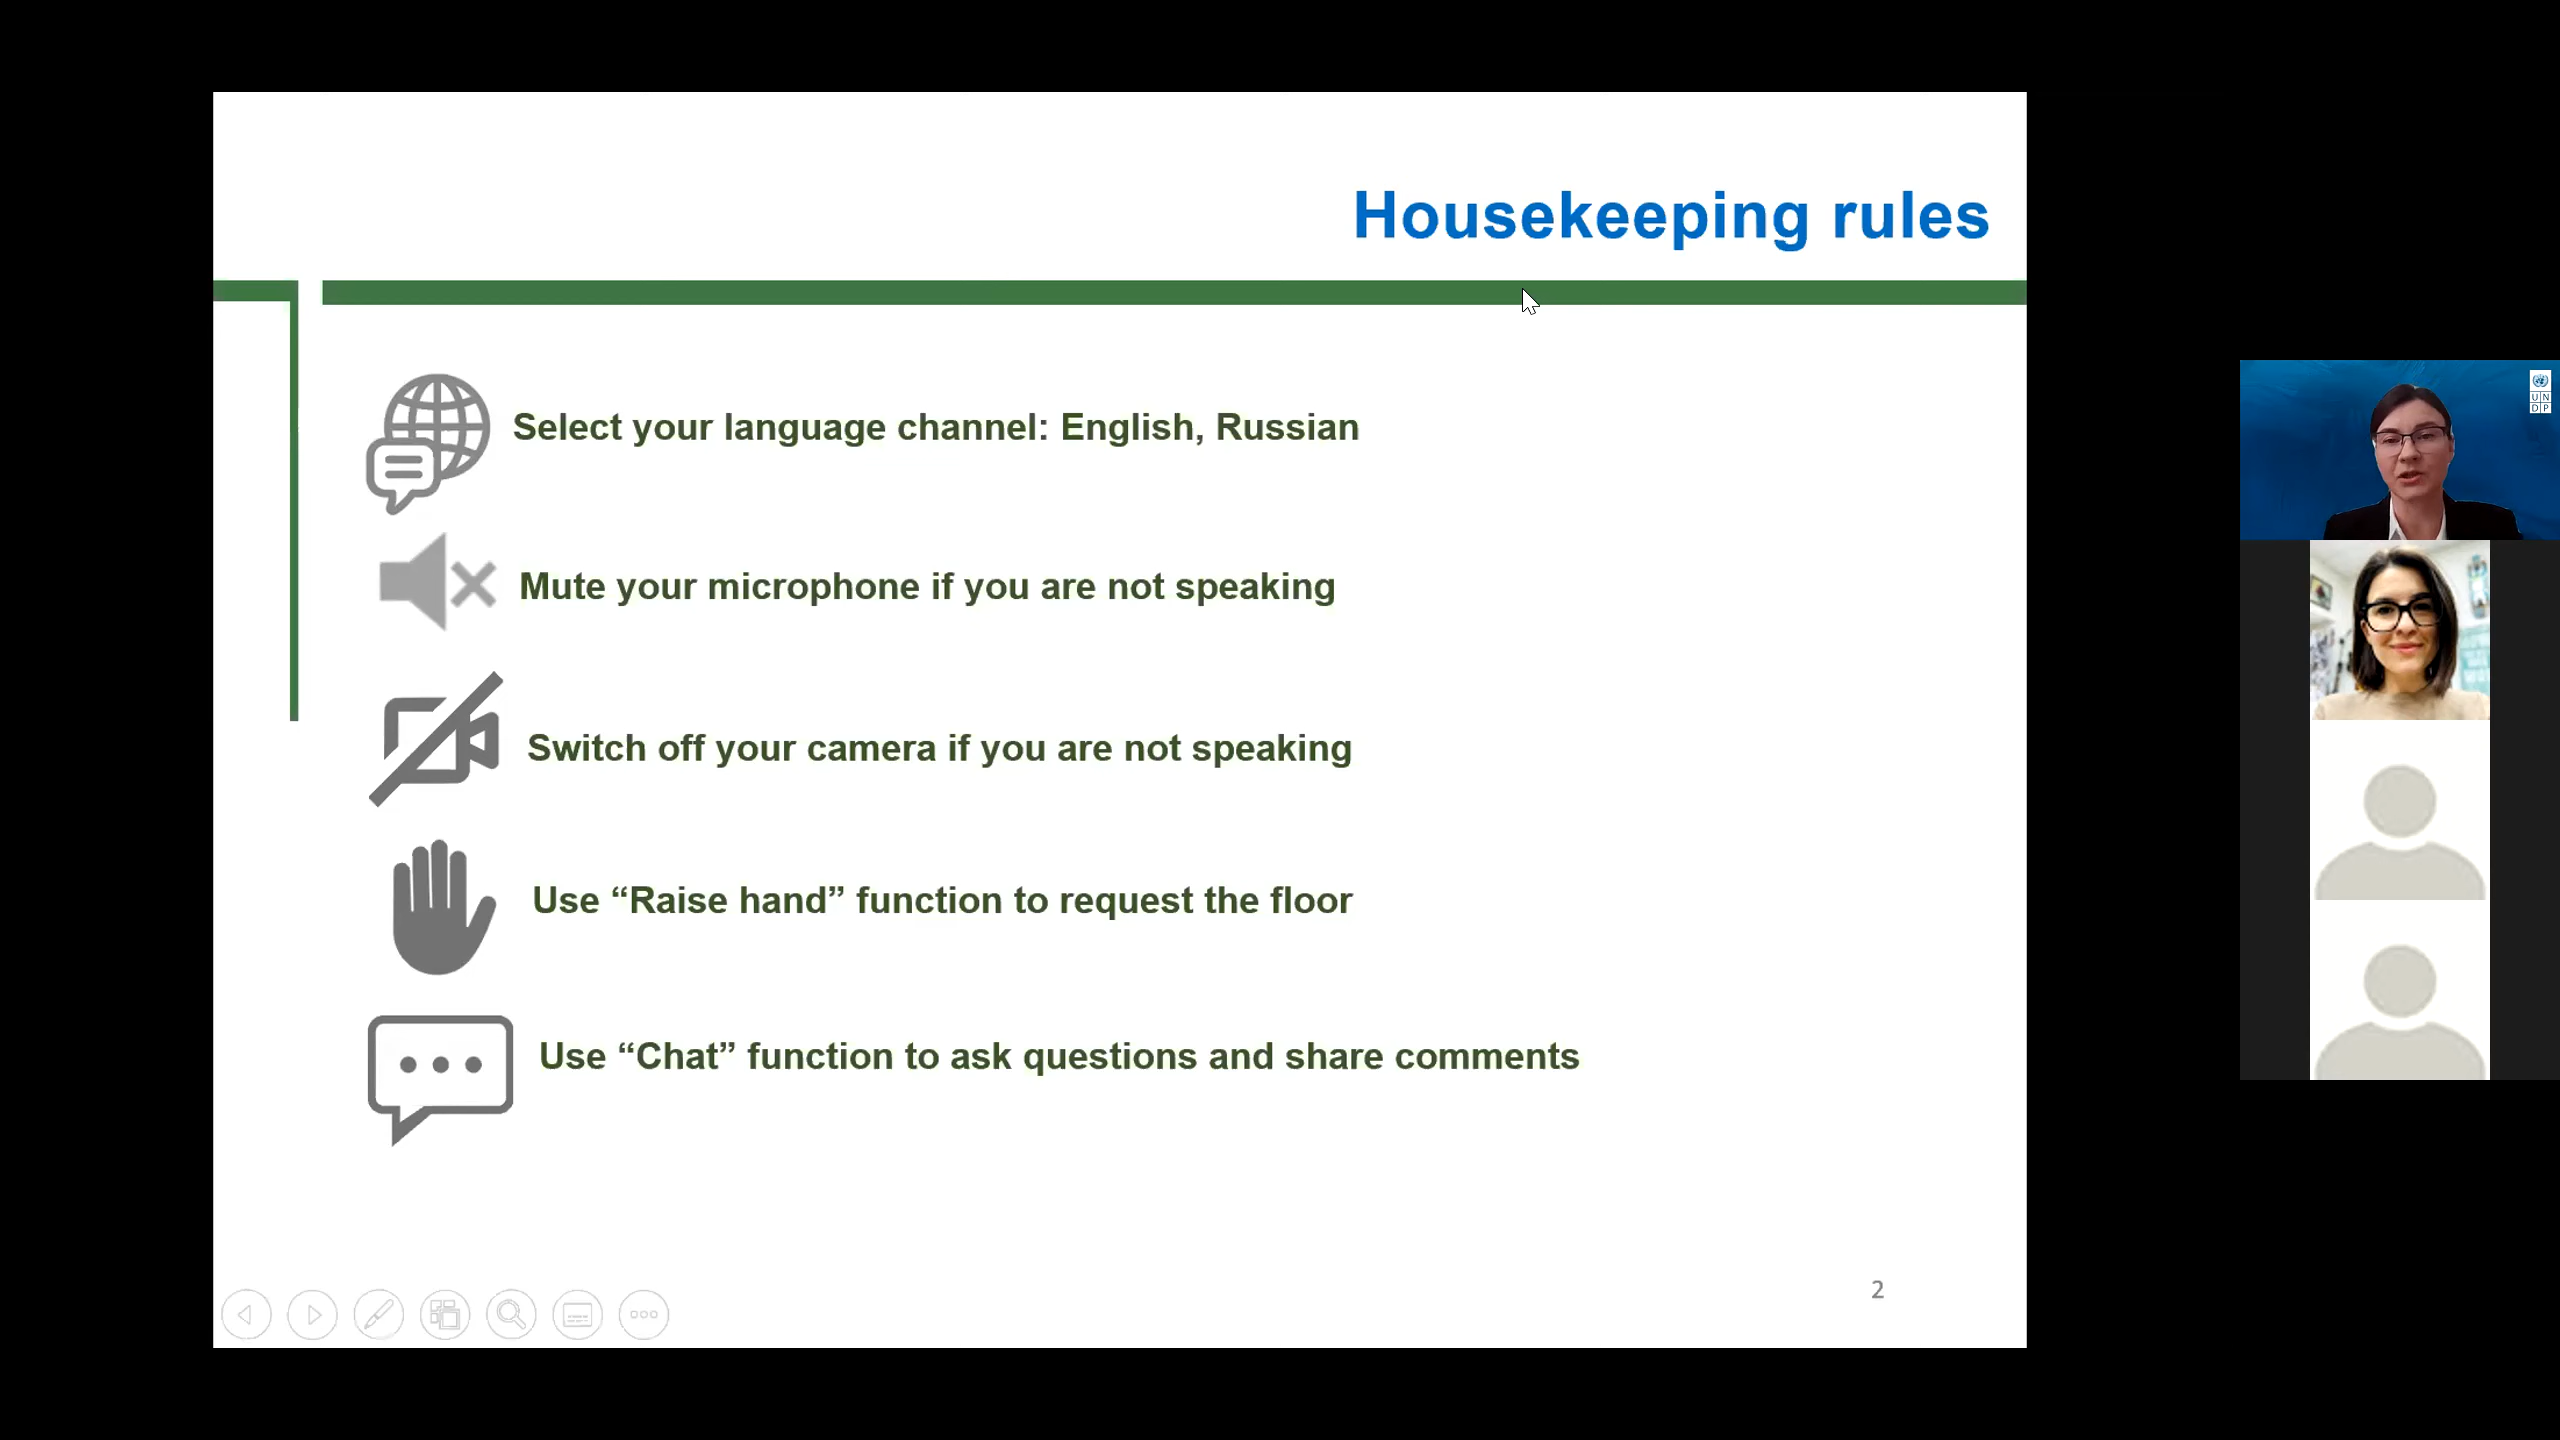 Housekeeping rules
Select your language channel: English, Russian
Mute your microphone if you are not speaking
Switch off your camera if you are not speaking
Use “Raise hand” function to request the floor
Use “Chat” function to ask questions and share comments
2
U N
D P